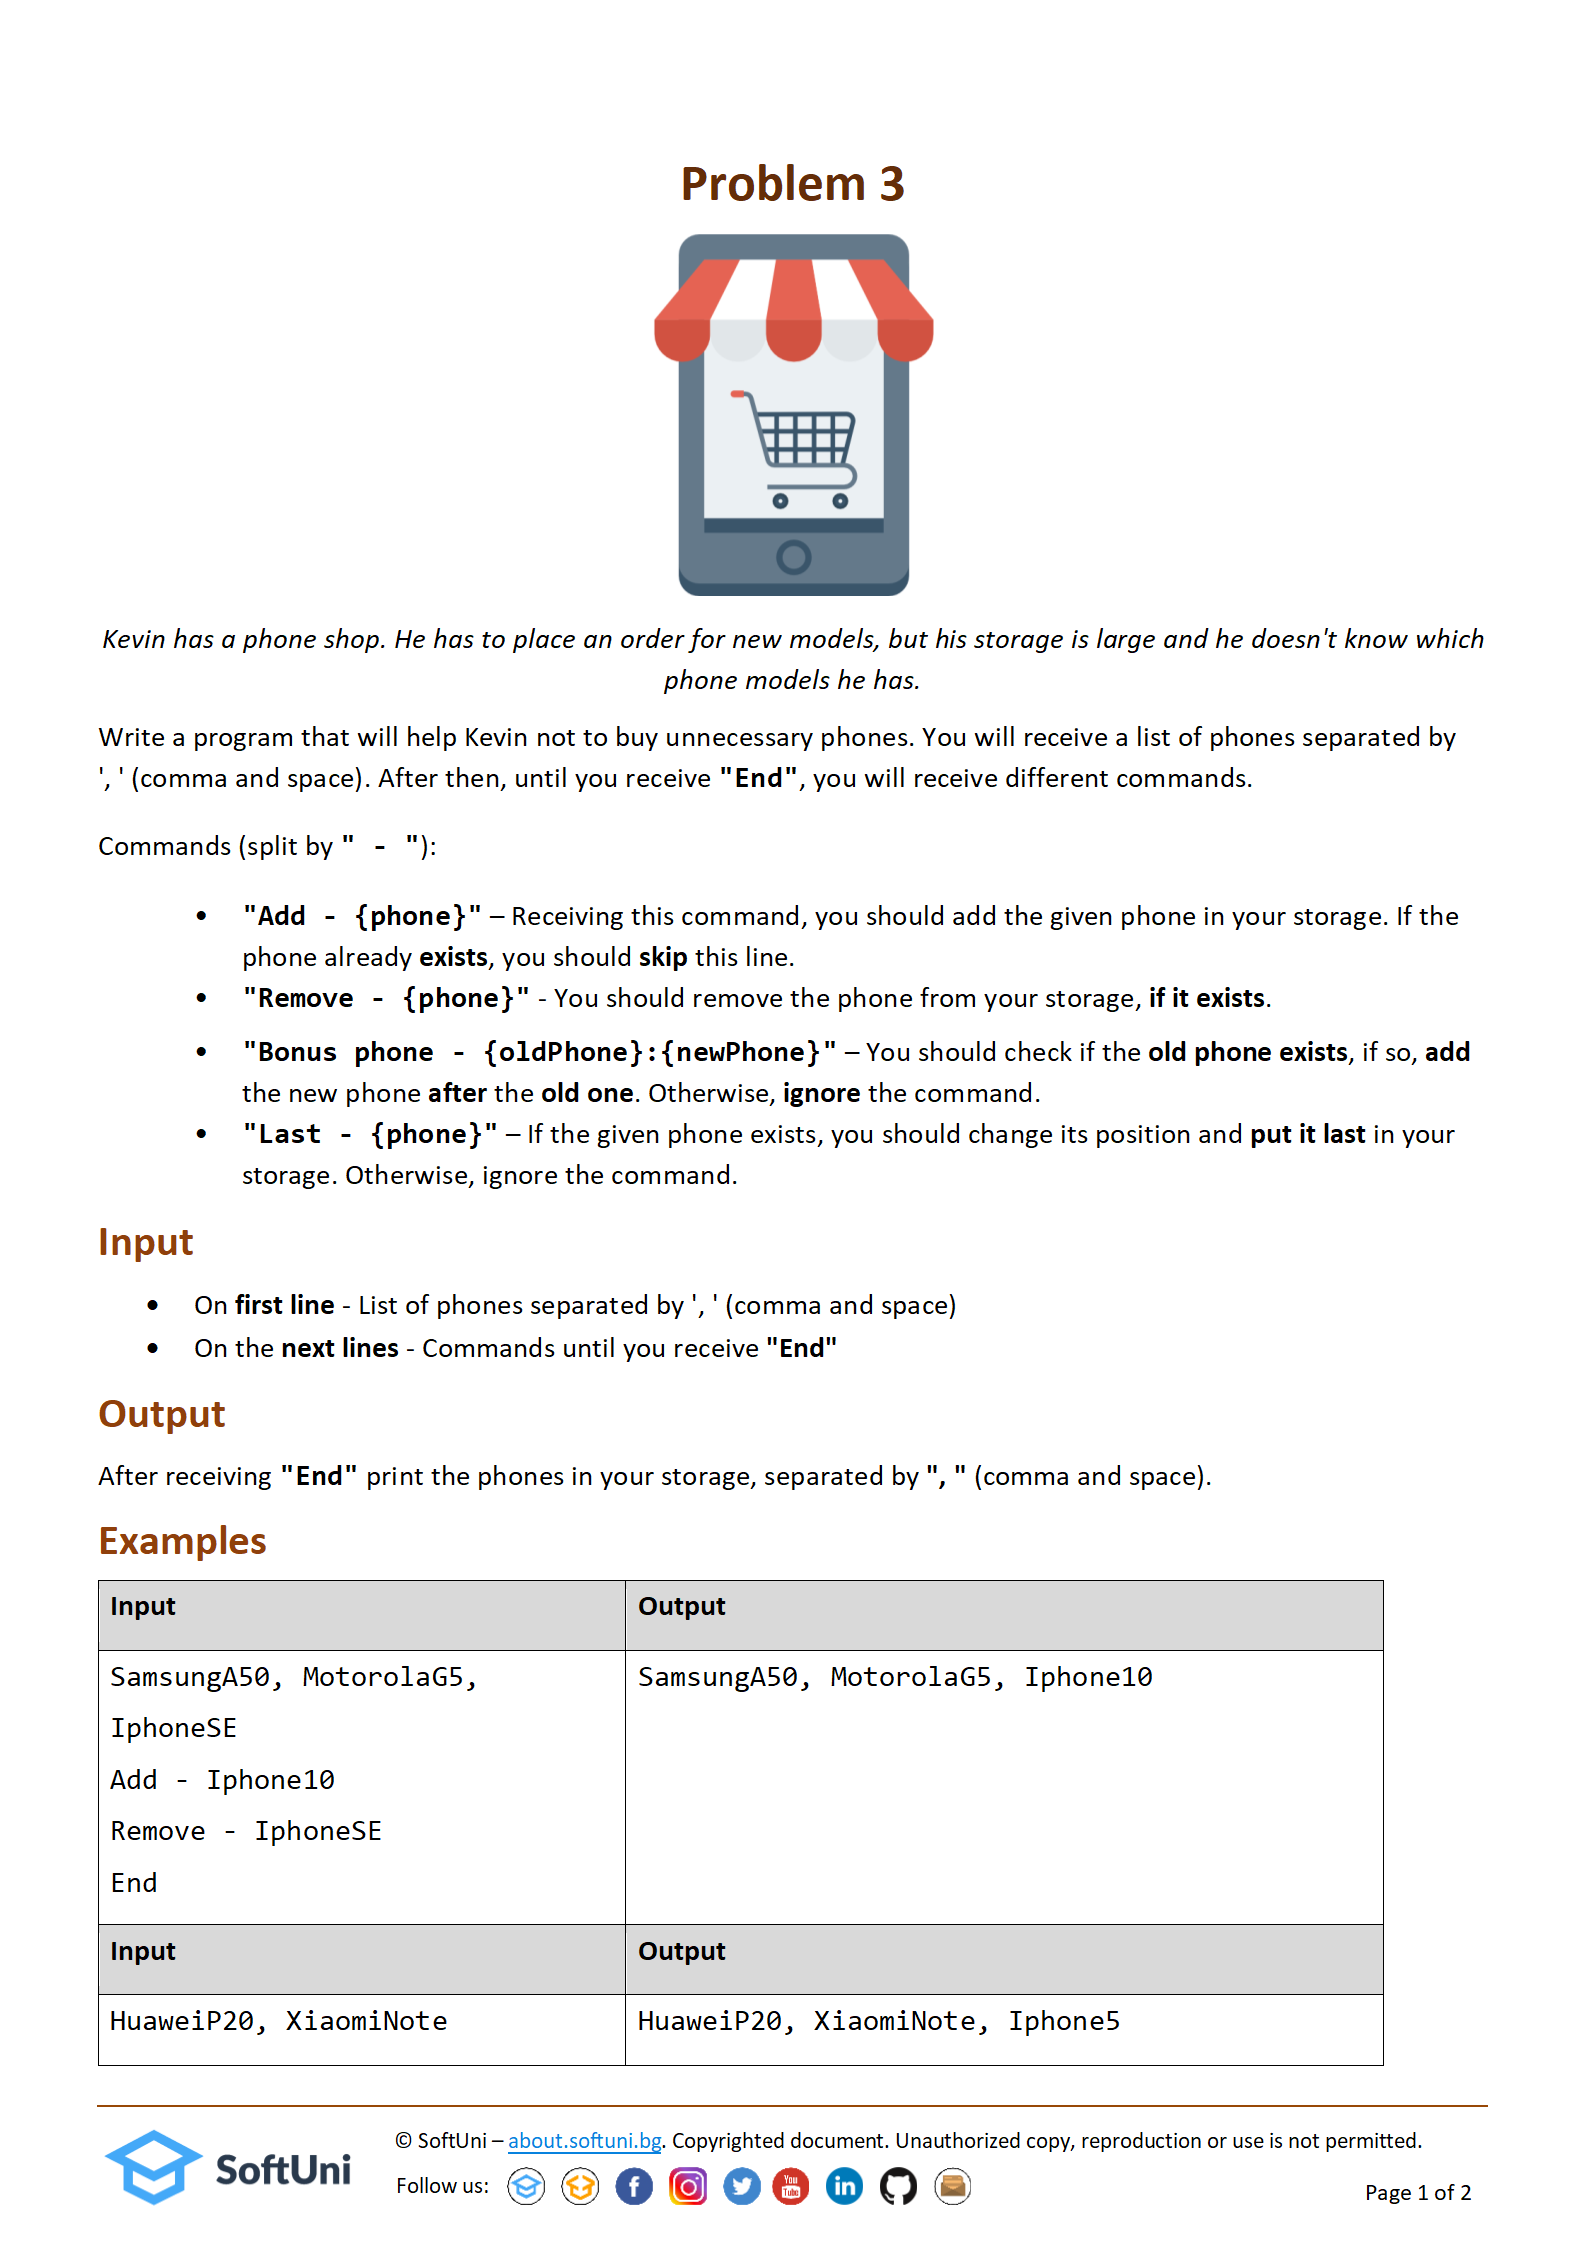 Problem 3
Kevin has a phone shop. He has to place an order for new models, but his storage is large and he doesn't know which
phone models he has.
Write a program that will help Kevin not to buy unnecessary phones. You will receive a list of phones separated by
', ' (comma and space). After then, until you receive "End", you will receive different commands.
Commands (split by " - "):
• "Add - {phone}" – Receiving this command, you should add the given phone in your storage. If the
phone already exists, you should skip this line.
• "Remove - {phone}" - You should remove the phone from your storage, if it exists.
• "Bonus phone - {oldPhone}:{newPhone}" – You should check if the old phone exists, if so, add
the new phone after the old one. Otherwise, ignore the command.
• "Last - {phone}" – If the given phone exists, you should change its position and put it last in your
storage. Otherwise, ignore the command.
Input
• On first line - List of phones separated by ', ' (comma and space)
• On the next lines - Commands until you receive "End"
Output
After receiving "End" print the phones in your storage, separated by ", " (comma and space).
Examples
Input Output
SamsungA50, MotorolaG5, SamsungA50, MotorolaG5, Iphone10
IphoneSE
Add - Iphone10
Remove - IphoneSE
End
Input Output
HuaweiP20, XiaomiNote HuaweiP20, XiaomiNote, Iphone5
SoftUni
© SoftUni – about.softuni.bg. Copyrighted document. Unauthorized copy, reproduction or use is not permitted.
Follow us:
You
Tube
in
Page 1 of 2